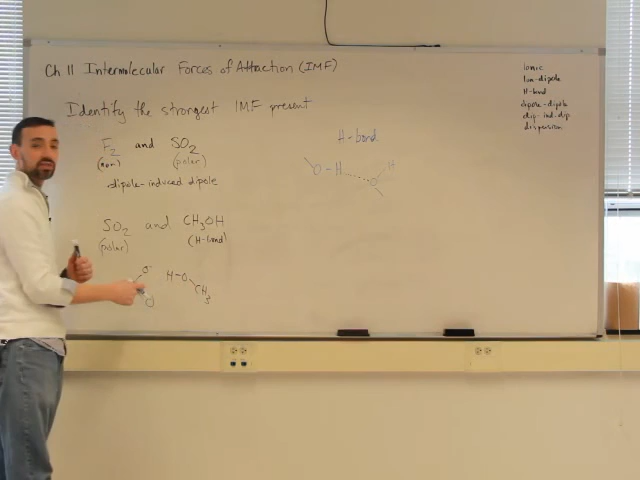 Ch 11 Intermolecular Forces of Attraction (IMF)
Identify the strongest IMF present
F2 and SO2
(non) (polar)
dipole-induced dipole
SO2 and CH3OH
(polar) (H-bond)
O
O
H-O
CH3
H-bond
O-H
O
H
ionic
Ion-dipole
H-bond
dipole-dipole
dip-ind.dip
dispersion